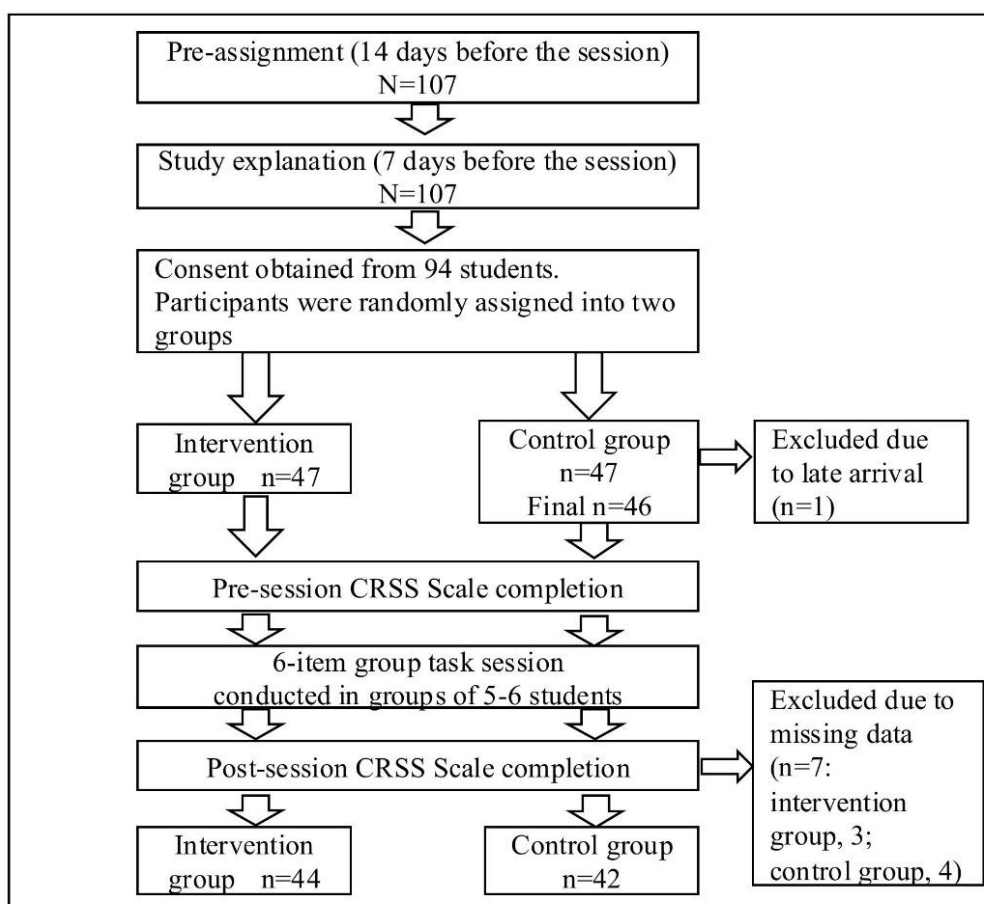 Pre-assignment (14 days before the session)
N=107
Study explanation (7 days before the session)
N=107
Consent obtained from 94 students.
Participants were randomly assigned into two
groups
Intervention
group n=47
Control group
n=47
Final n=46
Excluded due
to late arrival
(n=1)
Pre-session CRSS Scale completion
6-item group task session
conducted in groups of 5-6 students
Post-session CRSS Scale completion
Excluded due to
missing data
(n=7:
intervention
group, 3;
control group, 4)
Intervention
group n=44
Control group
n=42